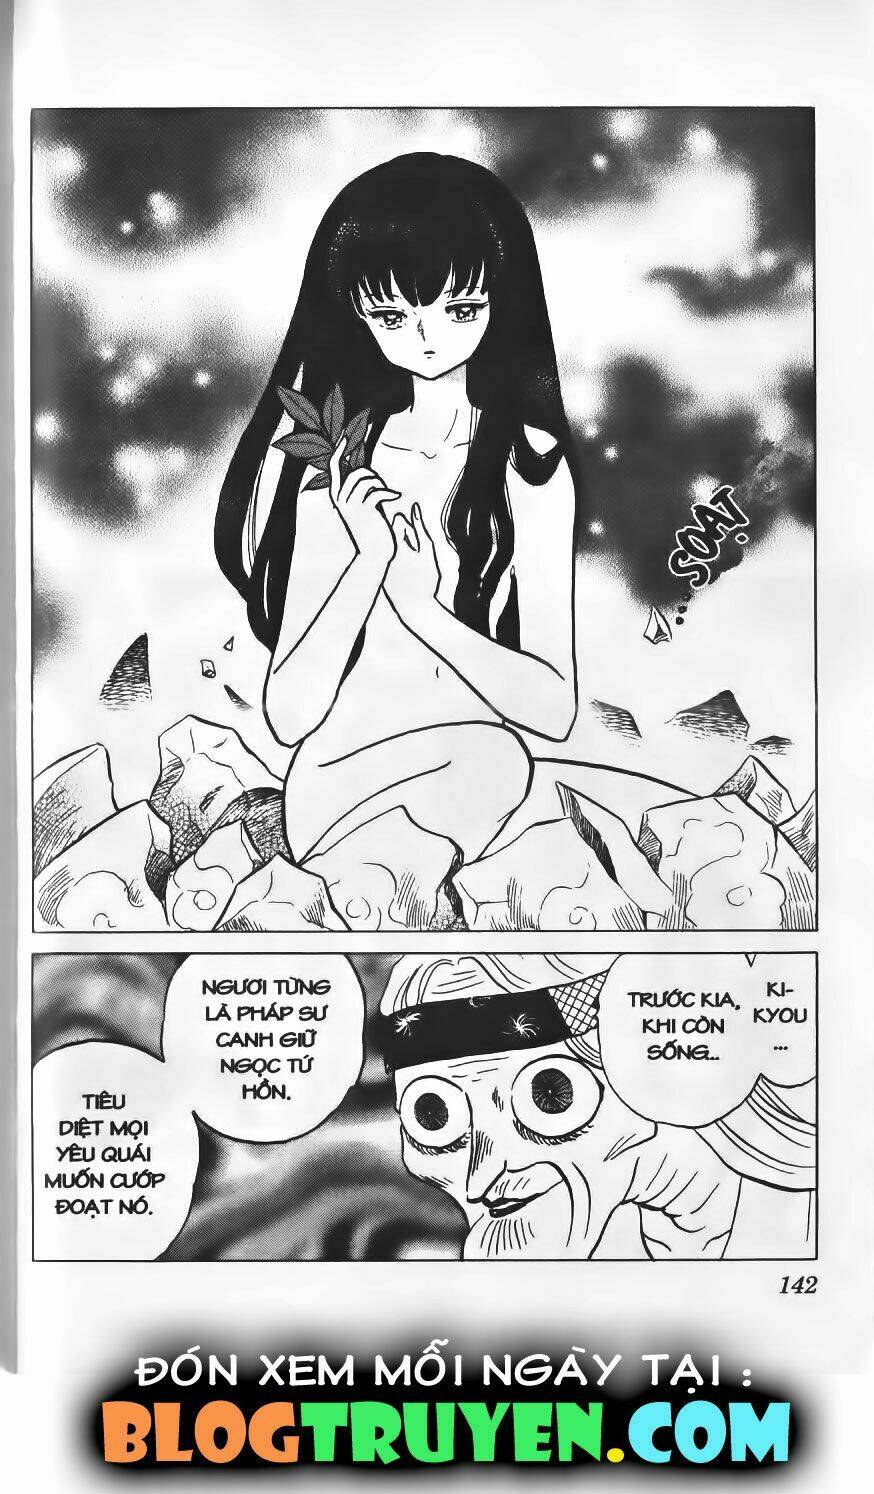 SOẠT
KI-
KYOU
...
TRƯỚC KIA,
KHI CÒN
SỐNG...
NGƯƠI TỪNG
LÀ PHÁP SƯ
CANH GIỮ
NGỌC TỨ
HỒN.
TIÊU
DIỆT MỌI
YÊU QUÁI
MUỐN CƯỚP
ĐOẠT NÓ.
142
ĐÓN XEM MỖI NGÀY TẠI :
BLOGTRUYEN.COM